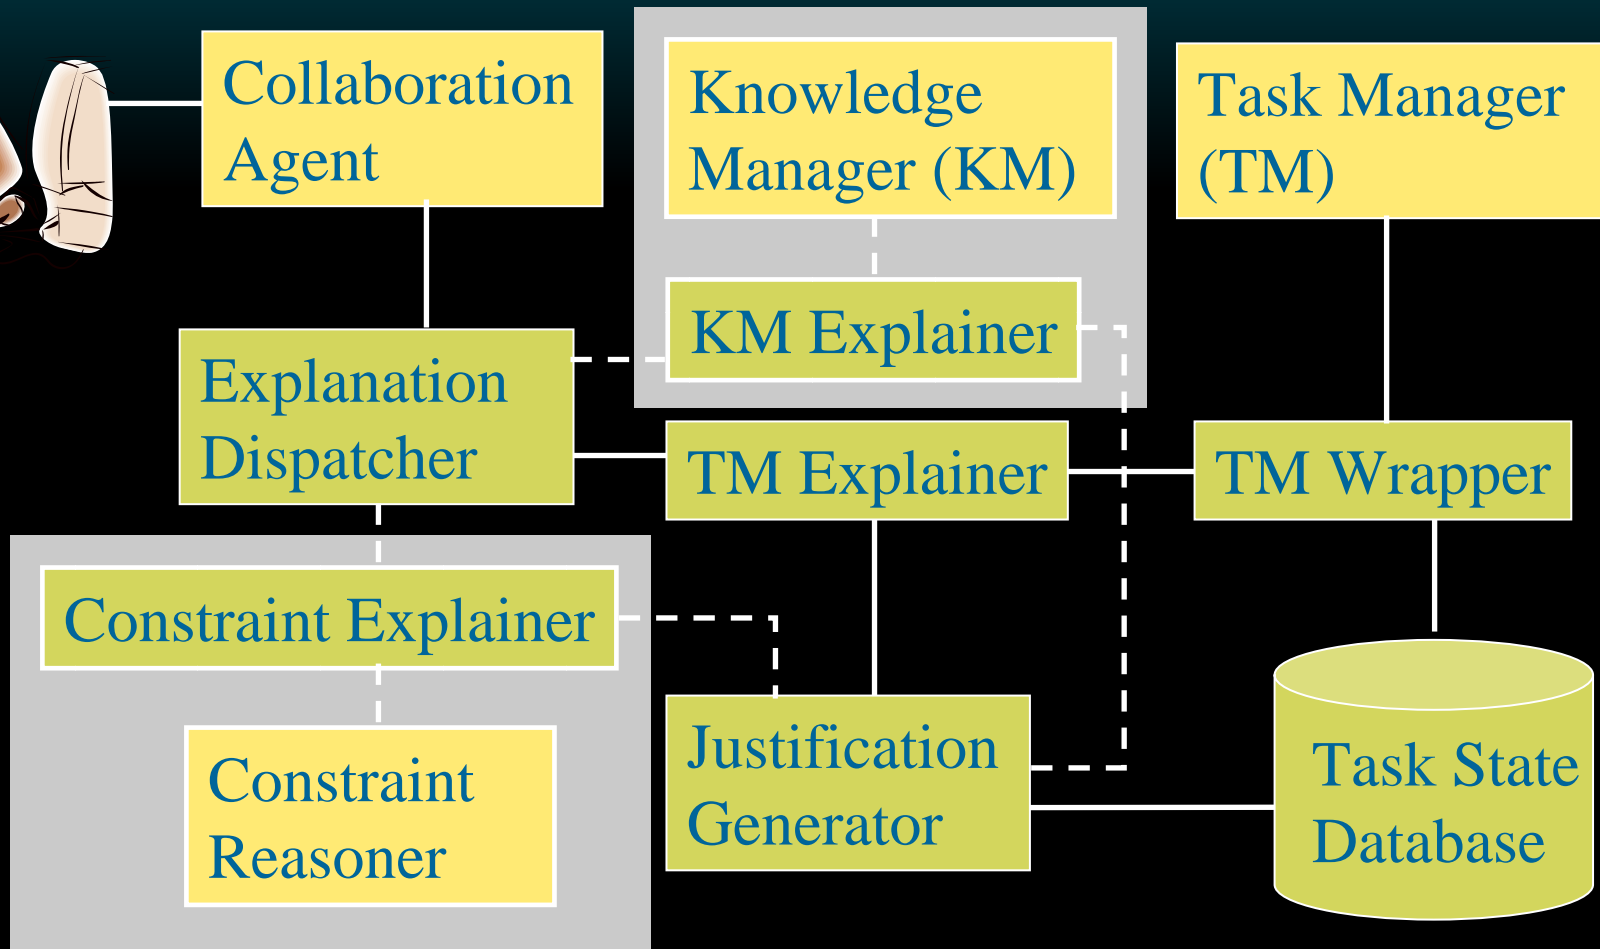 Collaboration
Agent
Knowledge
Manager (KM)
Task Manager
(TM)
KM Explainer
Explanation
Dispatcher
TM Explainer
TM Wrapper
Constraint Explainer
Constraint
Reasoner
Justification
Generator
Task State
Database